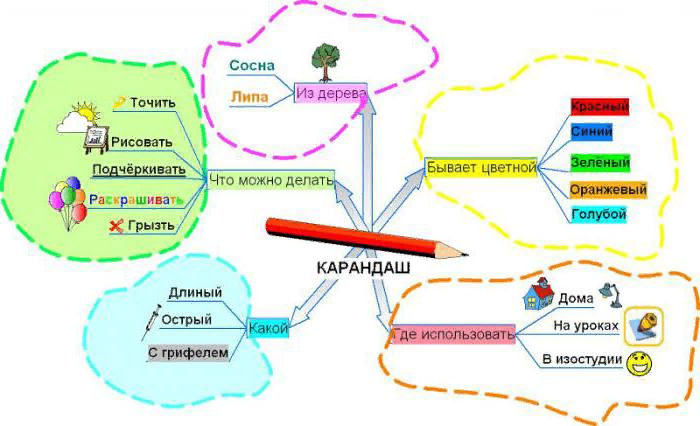 Сосна
Липа
Из дерева
Точить
Рисовать
Подчёркивать
Раскрашивать
Грызть
Что можно делать
Бывает цветной
Красный
Синий
Зелёный
Оранжевый
Голубой
КАРАНДАШ
Длиный
Острый
С грифелем
Какой
Где использовать
Дома
На уроках
В изостудии